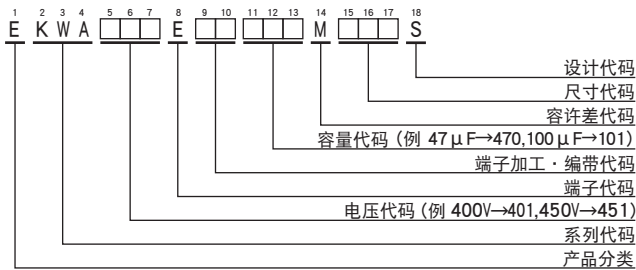 1 2 3 4 5 6 7 8 9 10 11 12 13 14 15 16 17 18
E K W A □□□ E □□ □□□ M □□□ S
设计代码
尺寸代码
容许差代码
容量代码（例 47μF→470,100μF→101）
端子加工・编带代码
端子代码
电压代码（例 400V→401,450V→451）
系列代码
产品分类